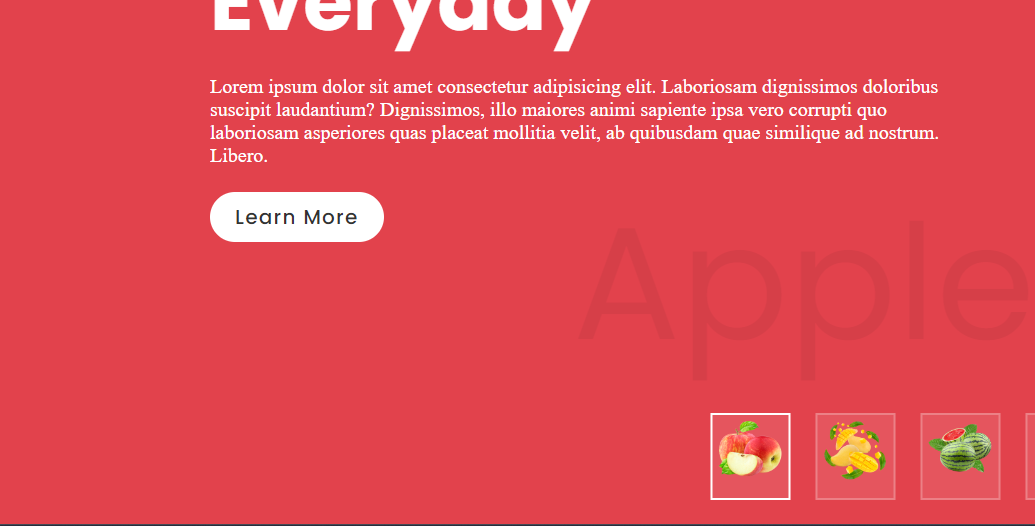 Everyday
Lorem ipsum dolor sit amet consectetur adipisicing elit. Laboriosam dignissimos doloribus
suscipit laudantium? Dignissimos, illo maiores animi sapiente ipsa vero corrupti quo
laboriosam asperiores quas placeat mollitia velit, ab quibusdam quae similique ad nostrum.
Libero.
Learn More
Apple